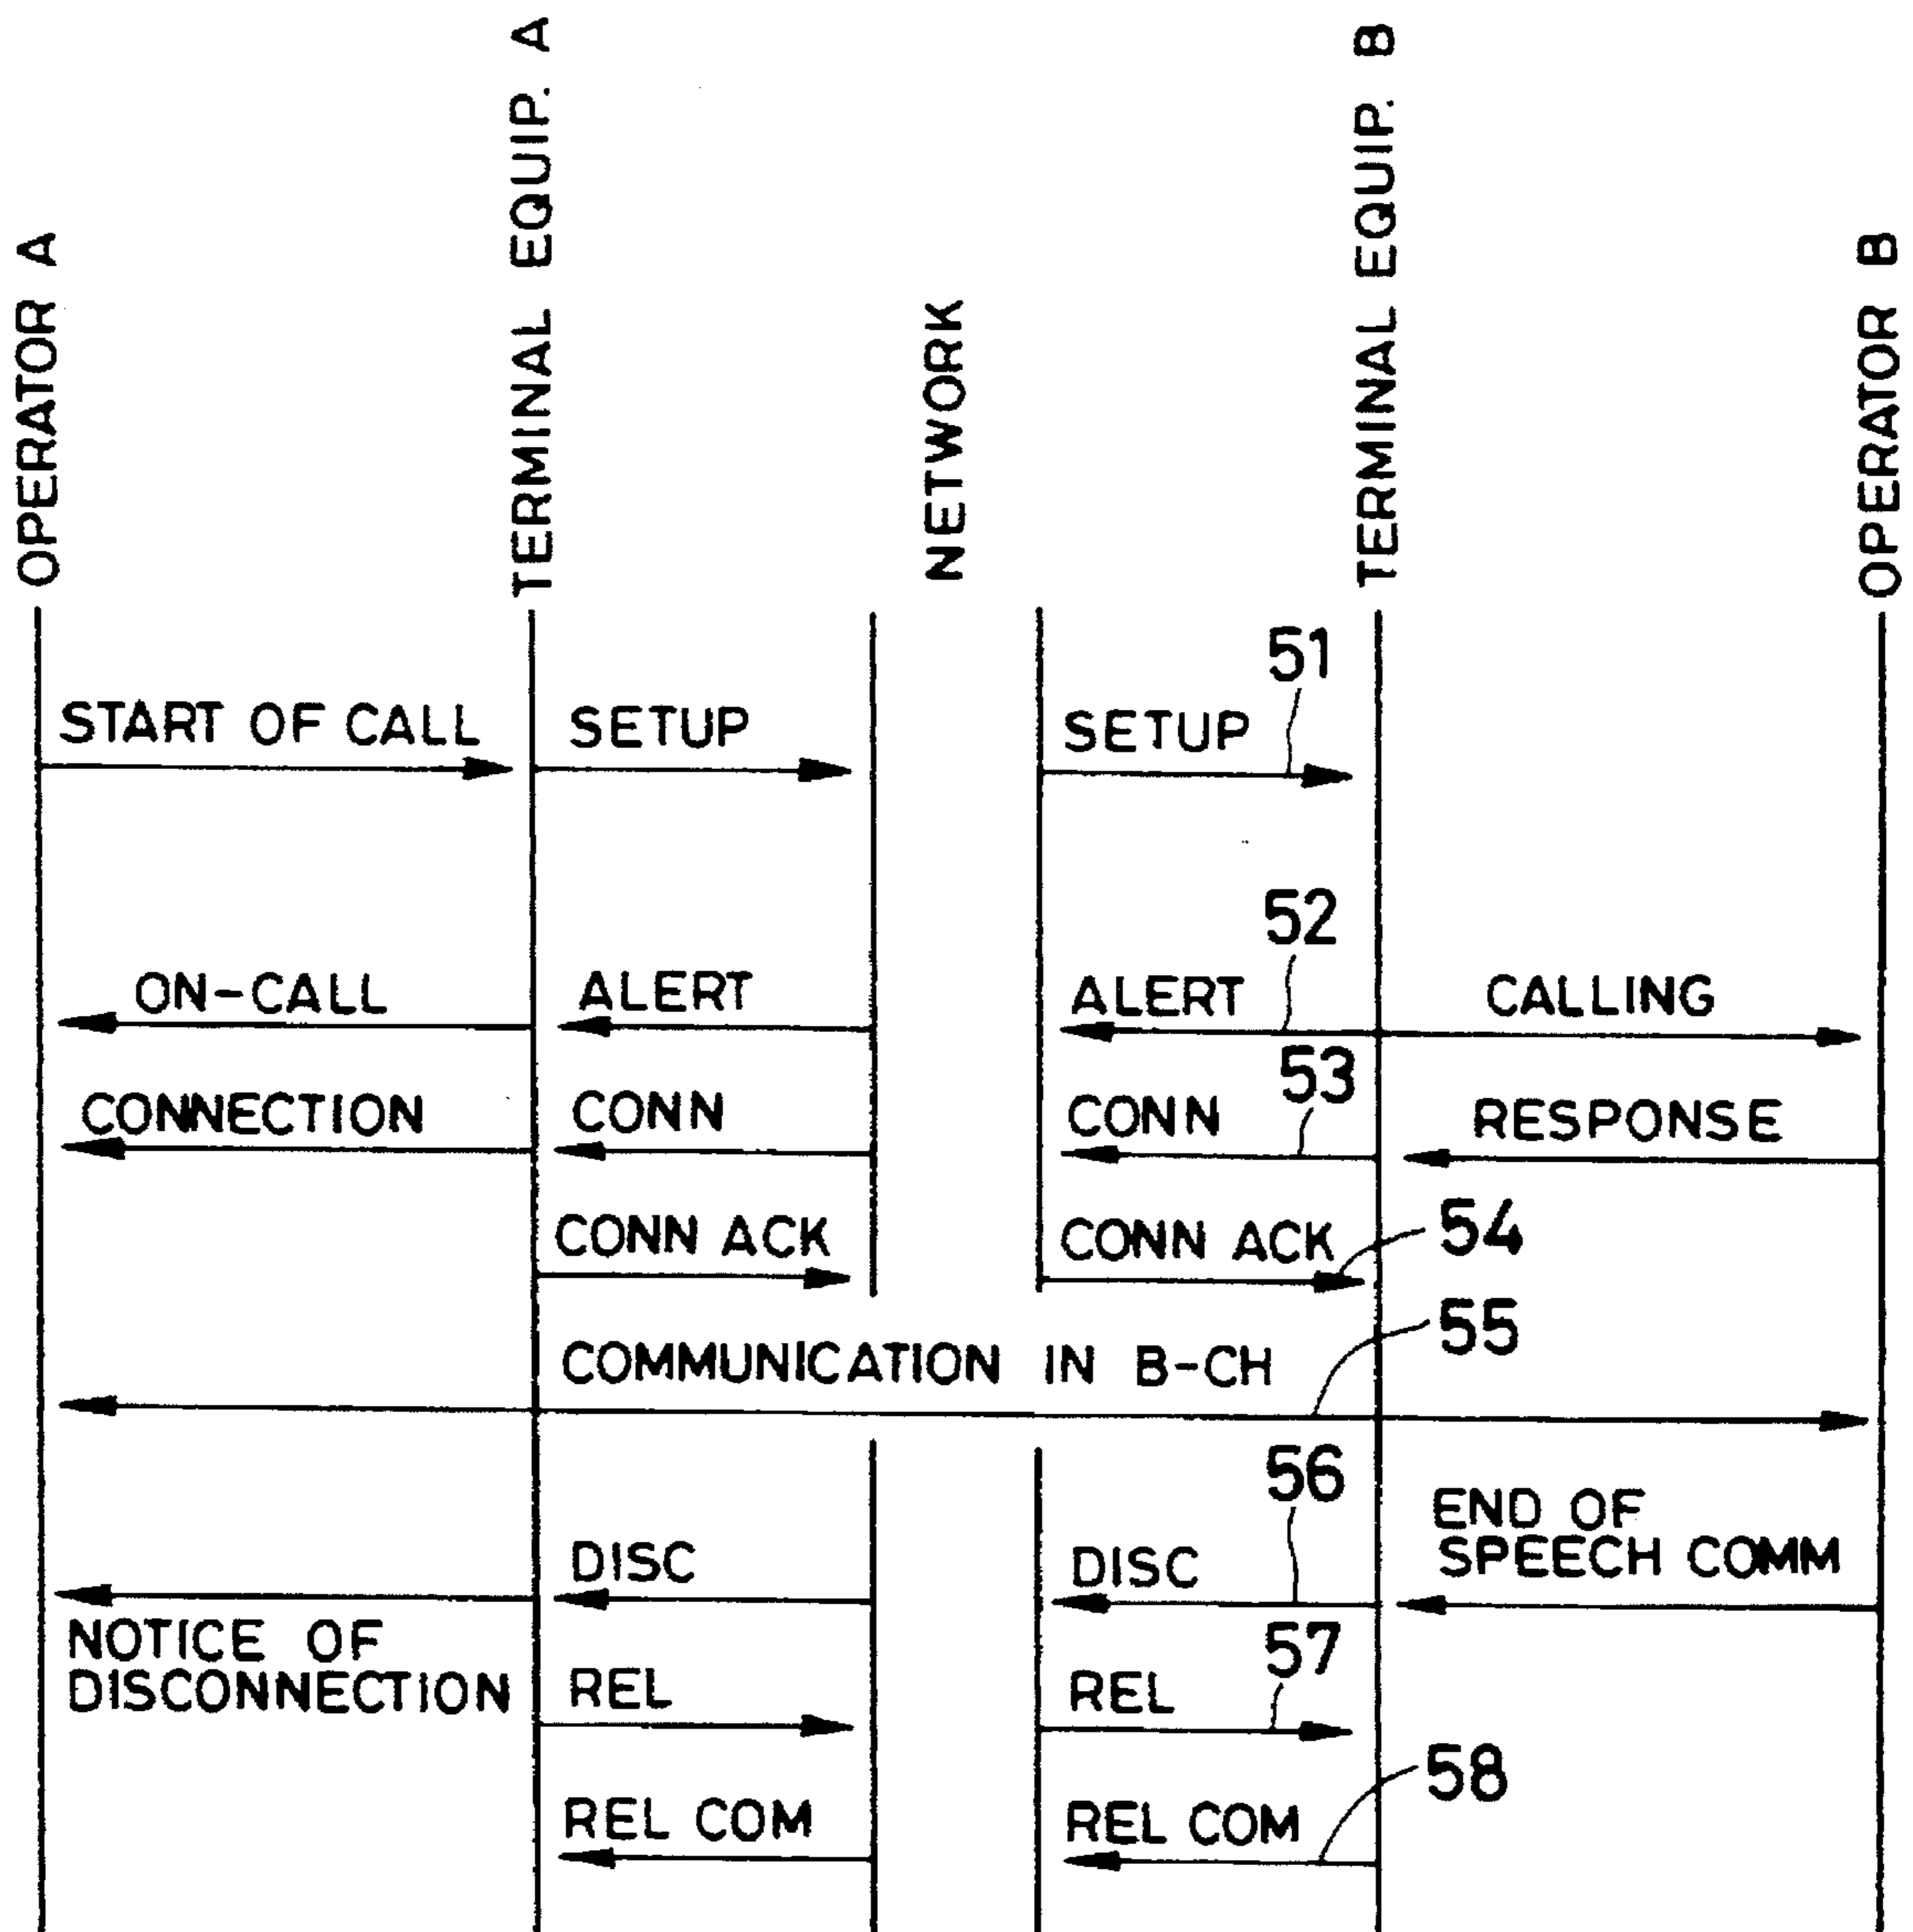 OPERATOR A
TERMINAL EQUIP. A
NETWORK
TERMINAL EQUIP. B
OPERATOR B
51
START OF CALL
SETUP
SETUP
52
ON-CALL
ALERT
ALERT
CALLING
53
CONNECTION
CONN
CONN
RESPONSE
CONN ACK
CONN ACK
54
55
COMMUNICATION IN B-CH
56
END OF
SPEECH COMM
DISC
DISC
NOTICE OF
DISCONNECTION
57
REL
REL
58
REL COM
REL COM